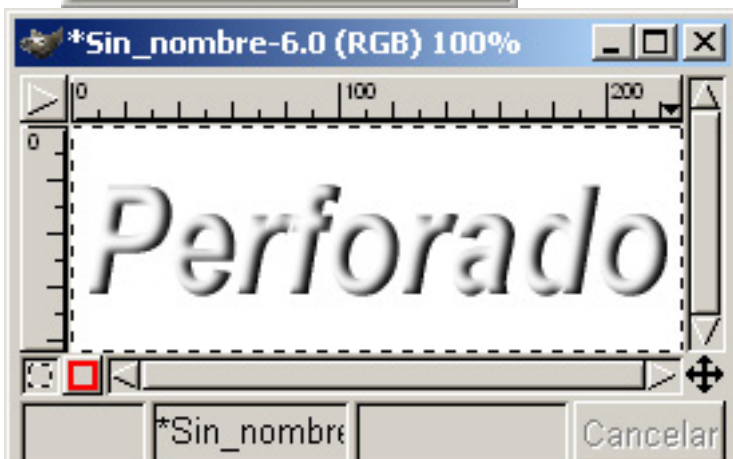 *Sin_nombre-6.0 (RGB) 100%
0 100 200
0
Perforado
*Sin_nombre Cancelar